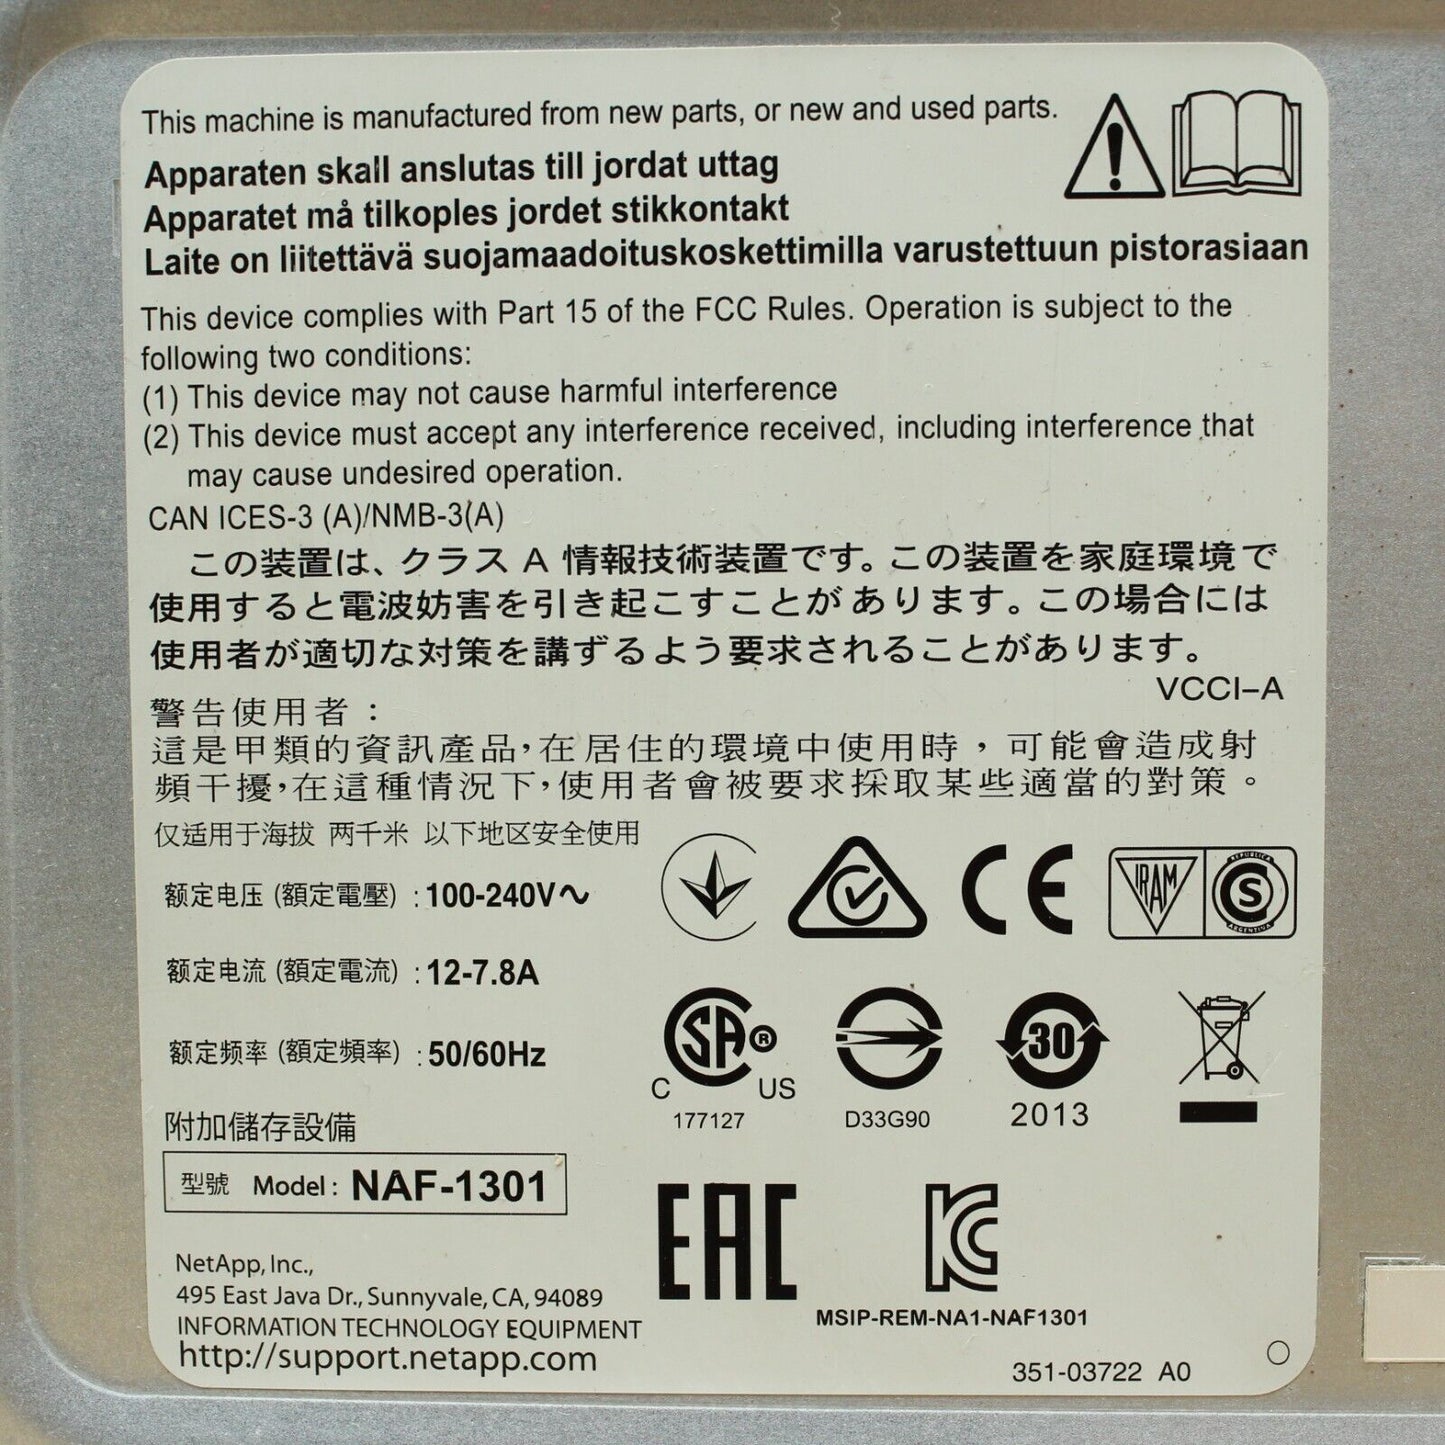 This machine is manufactured from new parts, or new and used parts.
Apparaten skall anslutas till jordat uttag
Apparatet må tilkoples jordet stikkontakt
Laite on liitettävä suojamaadoituskoskettimilla varustettuun pistorasiaan
This device complies with Part 15 of the FCC Rules. Operation is subject to the
following two conditions:
(1) This device may not cause harmful interference
(2) This device must accept any interference received, including interference that
may cause undesired operation.
CAN ICES-3 (A)/NMB-3(A)
この装置は、クラス A 情報技術装置です。この装置を家庭環境で
使用すると電波妨害を引き起こすことがあります。この場合には
使用者が適切な対策を講ずるよう要求されることがあります。
VCCI-A
警告使用者：
這是甲類的資訊產品，在居住的環境中使用時，可能會造成射
頻干擾，在這種情況下，使用者會被要求採取某些適當的對策。
仅适用于海拔 两千米 以下地区安全使用
额定电压 (額定電壓) : 100-240V~
额定电流 (額定電流) : 12-7.8A
额定频率 (額定頻率) : 50/60Hz
附加儲存設備
型號 Model: NAF-1301
NetApp, Inc.,
495 East Java Dr., Sunnyvale, CA, 94089
INFORMATION TECHNOLOGY EQUIPMENT
http://support.netapp.com
CE
IRAM
REPUBLICA
S
ARGENTINA
SA ®
C US
177127
D33G90
30
2013
EAC
KC
MSIP-REM-NA1-NAF1301
351-03722 A0